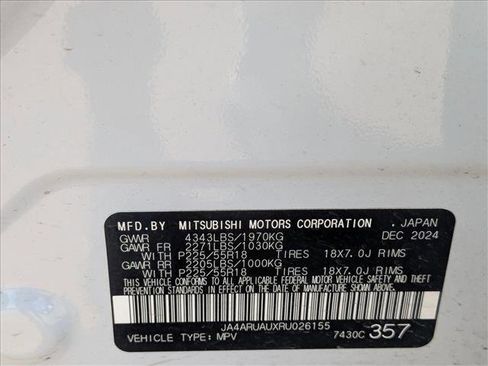 MFD.BY MITSUBISHI MOTORS CORPORATION .JAPAN
GVWR 4343LBS/1970KG DEC 2024
GAWR FR 2271LBS/1030KG
WITH P225/55R18 TIRES 18X7.0J RIMS
GAWR RR 2205LBS/1000KG
WITH P225/55R18 TIRES 18X7.0J RIMS
THIS VEHICLE CONFORMS TO ALL APPLICABLE FEDERAL MOTOR VEHICLE SAFETY AND THEFT
PREVENTION STANDARDS IN EFFECT ON THE DATE OF MANUFACTURE SHOWN ABOVE.
JA4ARUAUXRU026155
VEHICLE TYPE: MPV 7430C 357